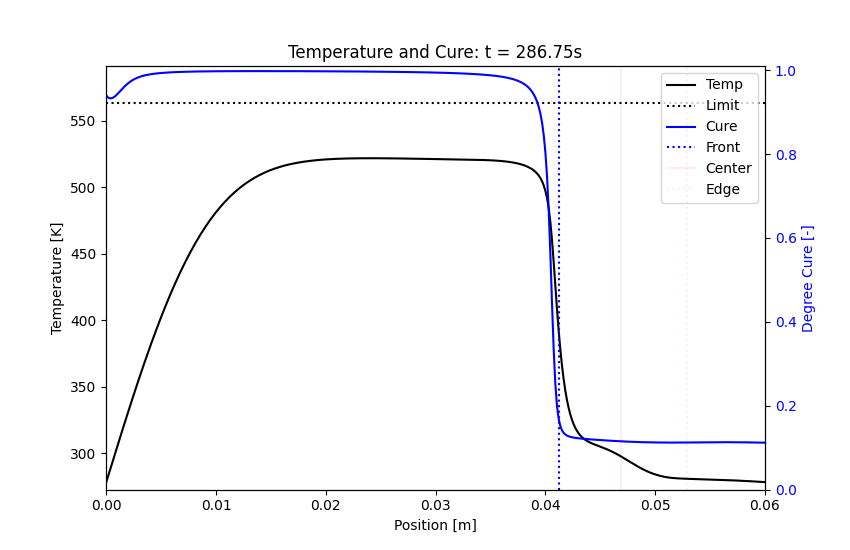 Temperature and Cure: t = 286.75s
Temperature [K]
550
500
450
400
350
300
Temp
Limit
Cure
Front
Center
Edge
1.0
0.8
0.6
0.4
0.2
0.0
Degree Cure [-]
0.00 0.01 0.02 0.03 0.04 0.05 0.06
Position [m]